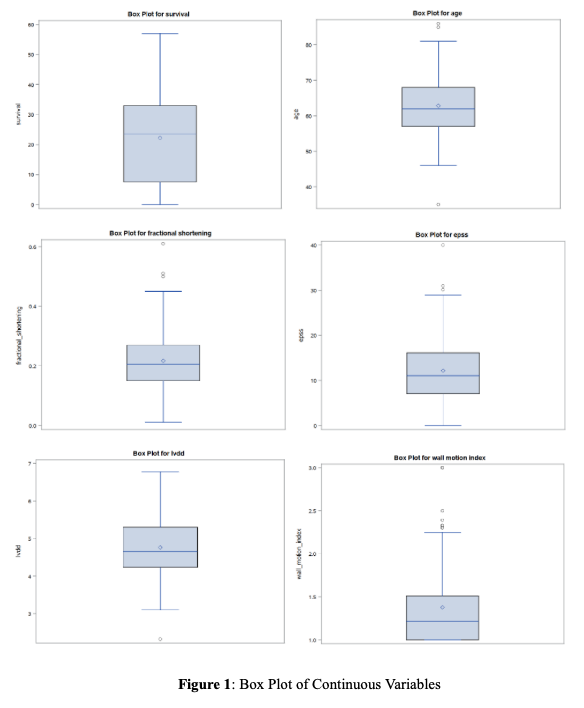 Box Plot for survival
60
50
40
30
20
10
0
survival
Box Plot for age
80
70
60
50
40
age
Box Plot for fractional shortening
0.6
0.4
0.2
0.0
fractional_shortening
Box Plot for epss
40
30
20
10
0
epss
Box Plot for lvdd
7
6
5
4
3
lvdd
Box Plot for wall motion index
3.0
2.5
2.0
1.5
1.0
wall_motion_index
Figure 1: Box Plot of Continuous Variables